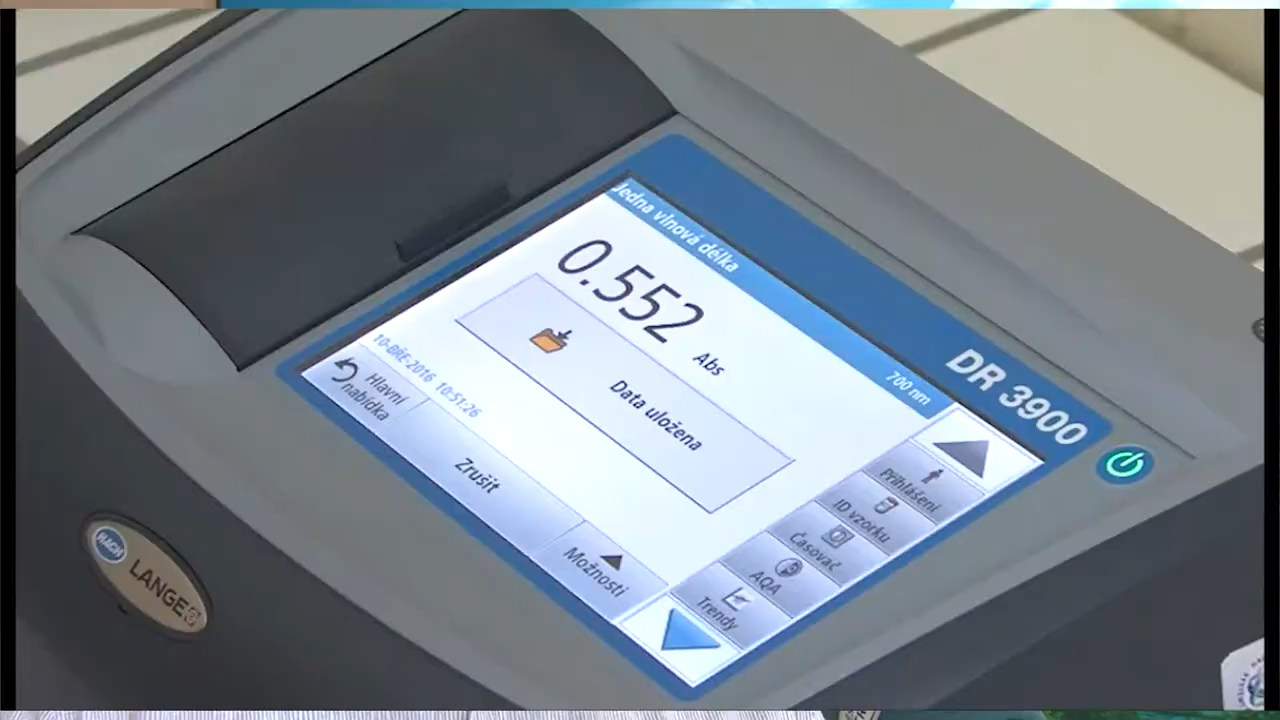 Jedna vlnová délka
700 nm
0.552
Abs
Data uložena
10-BŘE-2016 10:51:26
Hlavní
nabídka
Zrušit
Možnosti
Přihlášení
ID vzorku
Časovač
AQA
Trendy
DR 3900
HACH
LANGE